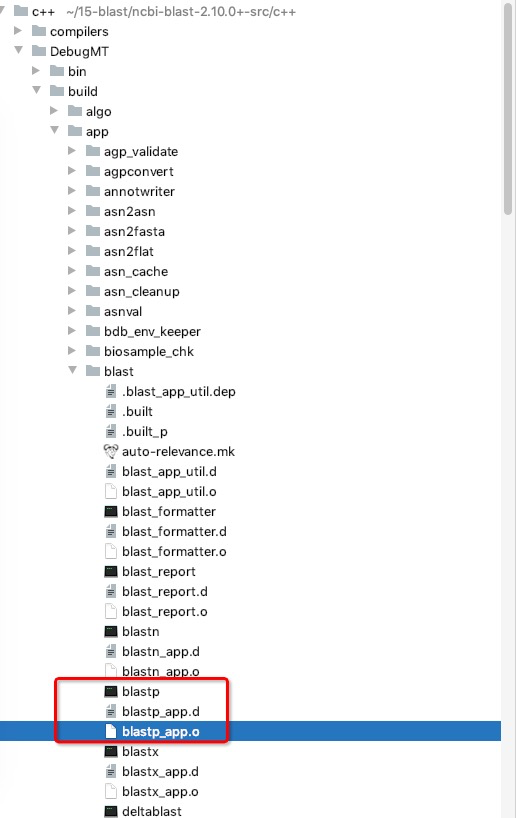 c++ ~/15-blast/ncbi-blast-2.10.0+-src/c++
compilers
DebugMT
bin
build
algo
app
agp_validate
agpconvert
annotwriter
asn2asn
asn2fasta
asn2flat
asn_cache
asn_cleanup
asnval
bdb_env_keeper
biosample_chk
blast
.blast_app_util.dep
.built
.built_p
auto-relevance.mk
blast_app_util.d
blast_app_util.o
blast_formatter
blast_formatter.d
blast_formatter.o
blast_report
blast_report.d
blast_report.o
blastn
blastn_app.d
blastn_app.o
blastp
blastp_app.d
blastp_app.o
blastx
blastx_app.d
blastx_app.o
deltablast